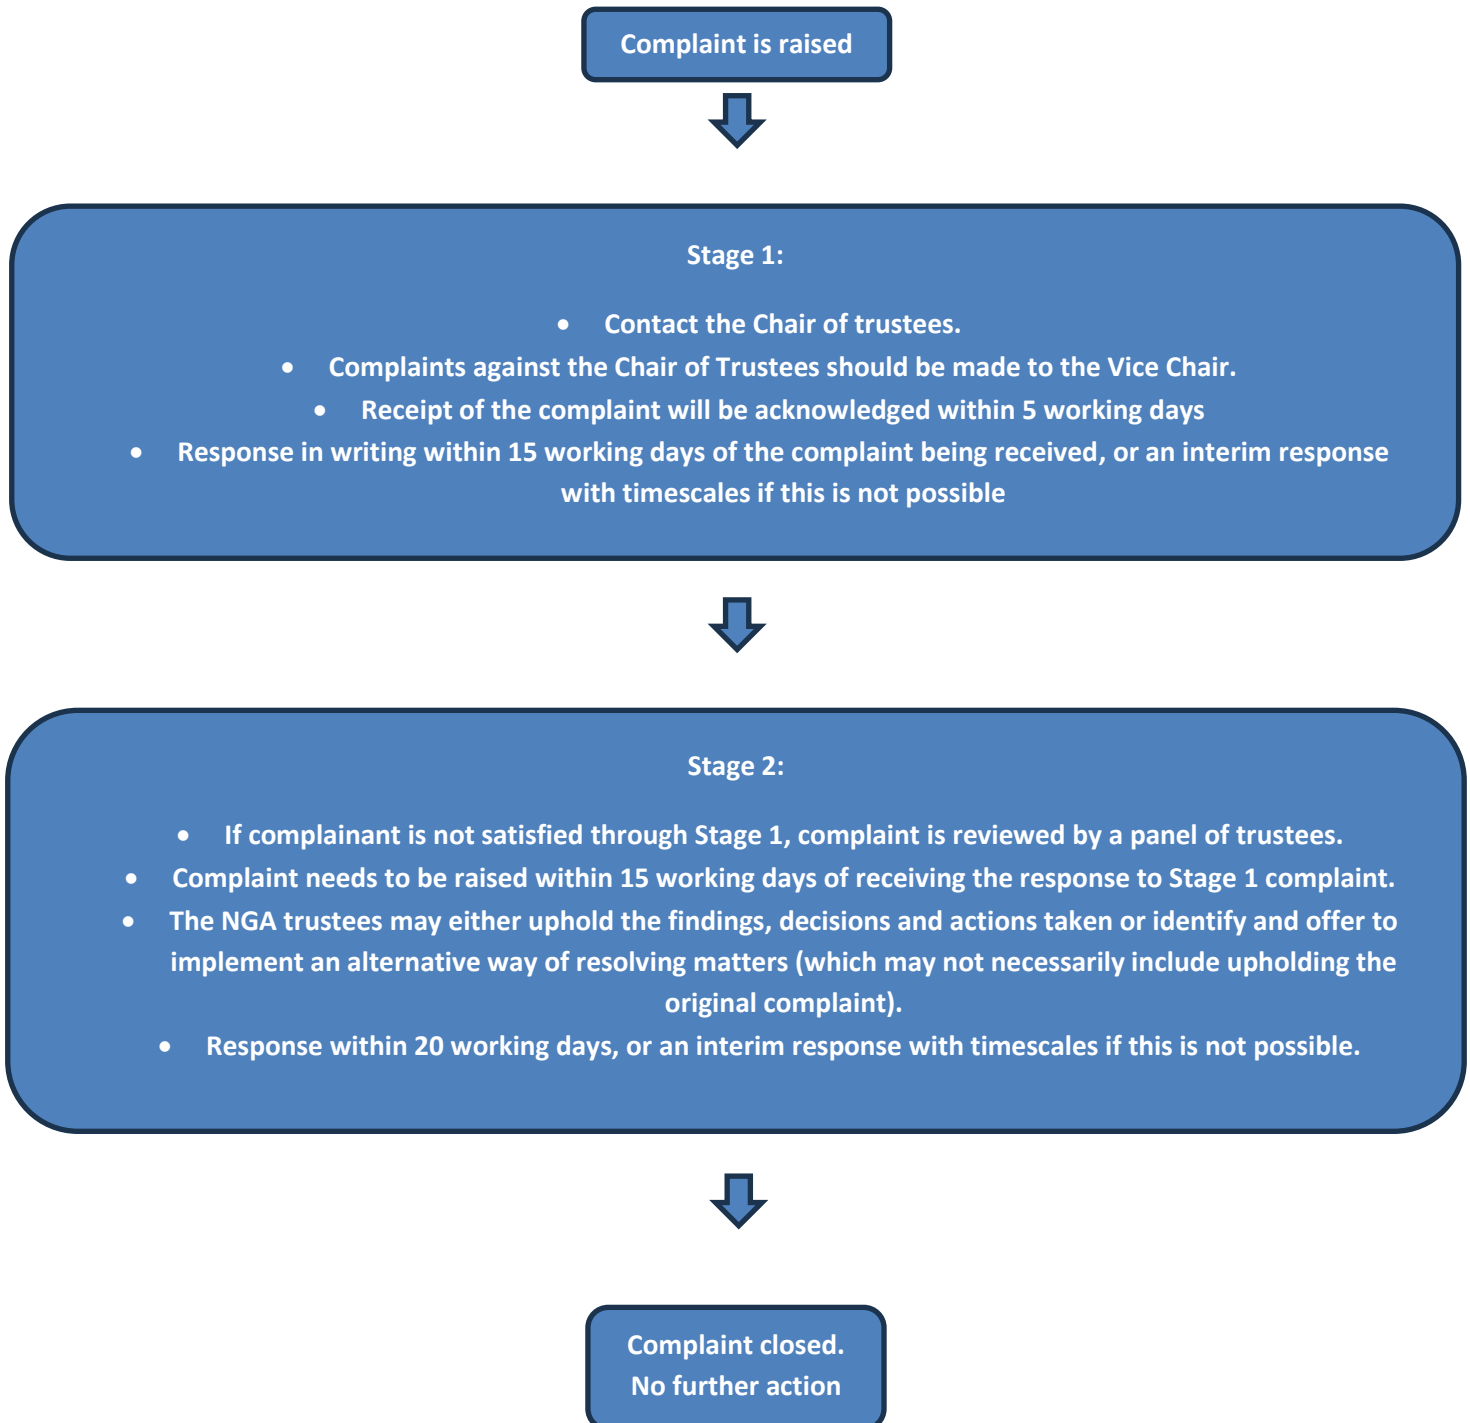 Complaint is raised
Stage 1:
• Contact the Chair of trustees.
• Complaints against the Chair of Trustees should be made to the Vice Chair.
• Receipt of the complaint will be acknowledged within 5 working days
• Response in writing within 15 working days of the complaint being received, or an interim response
with timescales if this is not possible
Stage 2:
• If complainant is not satisfied through Stage 1, complaint is reviewed by a panel of trustees.
• Complaint needs to be raised within 15 working days of receiving the response to Stage 1 complaint.
• The NGA trustees may either uphold the findings, decisions and actions taken or identify and offer to
implement an alternative way of resolving matters (which may not necessarily include upholding the
original complaint).
• Response within 20 working days, or an interim response with timescales if this is not possible.
Complaint closed.
No further action